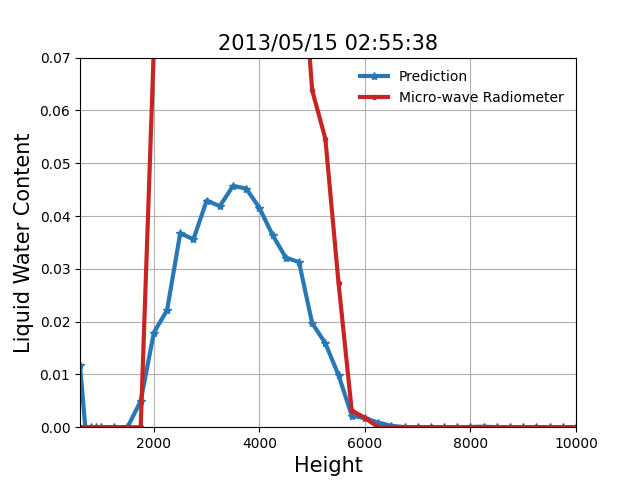 2013/05/15 02:55:38
Prediction
Micro-wave Radiometer
Liquid Water Content
0.07
0.06
0.05
0.04
0.03
0.02
0.01
0.00
2000 4000 6000 8000 10000
Height